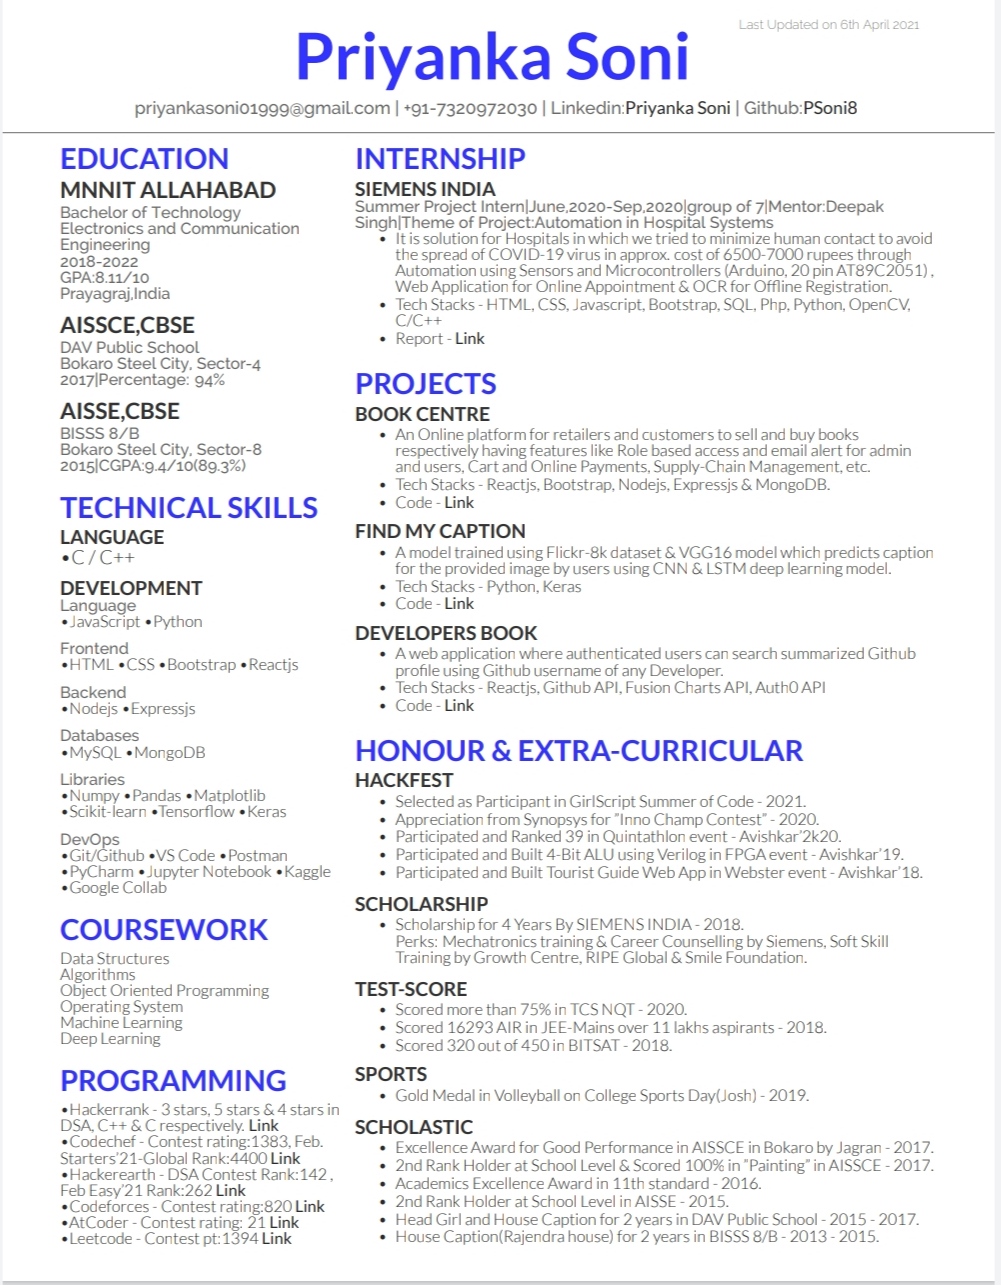 Last Updated on 6th April 2021
Priyanka Soni
priyankasoni01999@gmail.com | +91-7320972030 | Linkedin:Priyanka Soni | Github:PSoni8
EDUCATION
MNNIT ALLAHABAD
Bachelor of Technology
Electronics and Communication
Engineering
2018-2022
GPA:8.11/10
Prayagraj,India
AISSCE,CBSE
DAV Public School
Bokaro Steel City, Sector-4
2017|Percentage: 94%
AISSE,CBSE
BISSS 8/B
Bokaro Steel City, Sector-8
2015|CGPA:9.4/10(89.3%)
TECHNICAL SKILLS
LANGUAGE
•C / C++
DEVELOPMENT
Language
•JavaScript •Python
Frontend
•HTML •CSS •Bootstrap •Reactjs
Backend
•Nodejs •Expressjs
Databases
•MySQL •MongoDB
Libraries
•Numpy •Pandas •Matplotlib
•Scikit-learn •Tensorflow •Keras
DevOps
•Git/Github •VS Code •Postman
•PyCharm •Jupyter Notebook •Kaggle
•Google Collab
COURSEWORK
Data Structures
Algorithms
Object Oriented Programming
Operating System
Machine Learning
Deep Learning
PROGRAMMING
•Hackerrank - 3 stars, 5 stars & 4 stars in
DSA, C++ & C respectively. Link
•Codechef - Contest rating:1383, Feb.
Starters'21-Global Rank:4400 Link
•Hackerearth - DSA Contest Rank:142 ,
Feb Easy'21 Rank:262 Link
•Codeforces - Contest rating:820 Link
•AtCoder - Contest rating: 21 Link
•Leetcode - Contest pt:1394 Link
INTERNSHIP
SIEMENS INDIA
Summer Project Intern|June,2020-Sep,2020|group of 7|Mentor:Deepak
Singh|Theme of Project:Automation in Hospital Systems
• It is solution for Hospitals in which we tried to minimize human contact to avoid
the spread of COVID-19 virus in approx. cost of 6500-7000 rupees through
Automation using Sensors and Microcontrollers (Arduino, 20 pin AT89C2051) ,
Web Application for Online Appointment & OCR for Offline Registration.
• Tech Stacks - HTML, CSS, Javascript, Bootstrap, SQL, Php, Python, OpenCV,
C/C++
• Report - Link
PROJECTS
BOOK CENTRE
• An Online platform for retailers and customers to sell and buy books
respectively having features like Role based access and email alert for admin
and users, Cart and Online Payments, Supply-Chain Management, etc.
• Tech Stacks - Reactjs, Bootstrap, Nodejs, Expressjs & MongoDB.
• Code - Link
FIND MY CAPTION
• A model trained using Flickr-8k dataset & VGG16 model which predicts caption
for the provided image by users using CNN & LSTM deep learning model.
• Tech Stacks - Python, Keras
• Code - Link
DEVELOPERS BOOK
• A web application where authenticated users can search summarized Github
profile using Github username of any Developer.
• Tech Stacks - Reactjs, Github API, Fusion Charts API, Auth0 API
• Code - Link
HONOUR & EXTRA-CURRICULAR
HACKFEST
• Selected as Participant in GirlScript Summer of Code - 2021.
• Appreciation from Synopsys for "Inno Champ Contest" - 2020.
• Participated and Ranked 39 in Quintathlon event - Avishkar'2k20.
• Participated and Built 4-Bit ALU using Verilog in FPGA event - Avishkar'19.
• Participated and Built Tourist Guide Web App in Webster event - Avishkar'18.
SCHOLARSHIP
• Scholarship for 4 Years By SIEMENS INDIA - 2018.
Perks: Mechatronics training & Career Counselling by Siemens, Soft Skill
Training by Growth Centre, RIPE Global & Smile Foundation.
TEST-SCORE
• Scored more than 75% in TCS NQT - 2020.
• Scored 16293 AIR in JEE-Mains over 11 lakhs aspirants - 2018.
• Scored 320 out of 450 in BITSAT - 2018.
SPORTS
• Gold Medal in Volleyball on College Sports Day(Josh) - 2019.
SCHOLASTIC
• Excellence Award for Good Performance in AISSCE in Bokaro by Jagran - 2017.
• 2nd Rank Holder at School Level & Scored 100% in "Painting" in AISSCE - 2017.
• Academics Excellence Award in 11th standard - 2016.
• 2nd Rank Holder at School Level in AISSE - 2015.
• Head Girl and House Caption for 2 years in DAV Public School - 2015 - 2017.
• House Caption(Rajendra house) for 2 years in BISSS 8/B - 2013 - 2015.